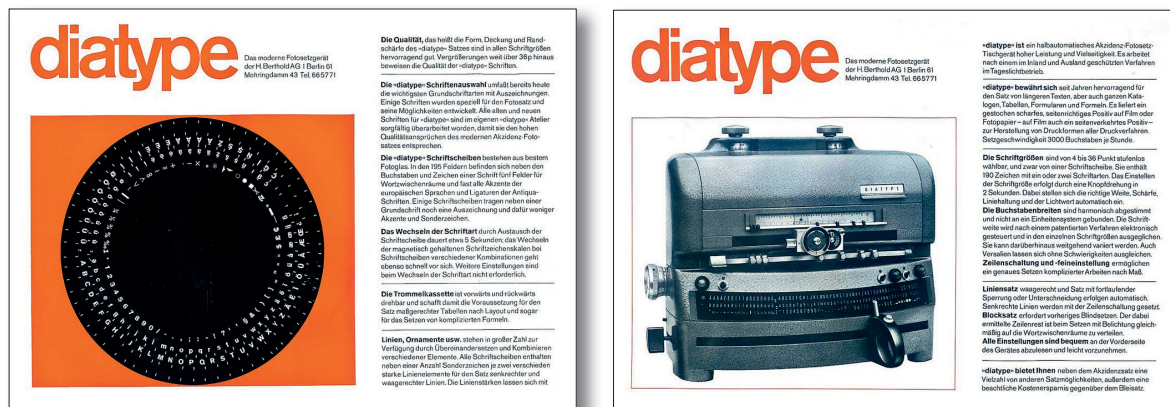 diatype
Das moderne Fotosetzgerät
der H. Berthold AG 1 Berlin 61
Mehringdamm 43 Tel. 665771
Die Qualität, das heißt die Form, Deckung und Rand-
schärfe des »diatype« Satzes sind in allen Schriftgrößen
hervorragend gut. Vergrößerungen weit über 36p hinaus
beweisen die Qualität der »diatype« Schriften.
Die »diatype« Schriftenauswahl umfaßt bereits heute
die wichtigsten Grundschriftarten mit Auszeichnungen.
Einige Schriften wurden speziell für den Fotosatz und
seine Möglichkeiten entwickelt. Alle alten und neuen
Schriften für »diatype« sind im eigenen »diatype« Atelier
sorgfältig überarbeitet worden, damit sie den hohen
Qualitätsansprüchen des modernen Akzidenz-Foto-
satzes entsprechen.
Die »diatype« Schriftscheiben bestehen aus bestem
Fotoglas. In den 195 Feldern befinden sich neben den
Buchstaben und Zeichen einer Schrift fünf Felder für
Wortzwischenräume und fast alle Akzente der
europäischen Sprachen und Ligaturen der Antiqua-
Schriften. Einige Schriftscheiben tragen neben einer
Grundschrift noch eine Auszeichnung und dafür weniger
Akzente und Sonderzeichen.
Das Wechseln der Schriftart durch Austausch der
Schriftscheibe dauert etwa 5 Sekunden; das Wechseln
der magnetisch gehaltenen Schriftzeichenskalen bei
Schriftscheiben verschiedener Kombinationen geht
ebenso schnell vor sich. Weitere Einstellungen sind
beim Wechseln der Schriftart nicht erforderlich.
Die Trommelkassette ist vorwärts und rückwärts
drehbar und schafft damit die Voraussetzung für den
Satz maßgerechter Tabellen nach Layout und sogar
für das Setzen von komplizierten Formeln.
Linien, Ornamente usw. stehen in großer Zahl zur
Verfügung durch Übereinandersetzen und Kombinieren
verschiedener Elemente. Alle Schriftscheiben enthalten
neben einer Anzahl Sonderzeichen je zwei verschieden
starke Linienelemente für den Satz senkrechter und
waagerechter Linien. Die Linienstärken lassen sich mit
diatype
Das moderne Fotosetzgerät
der H. Berthold AG 1 Berlin 61
Mehringdamm 43 Tel. 665771
DIATYPE
»diatype« ist ein halbautomatisches Akzidenz-Fotosetz-
Tischgerät hoher Leistung und Vielseitigkeit. Es arbeitet
nach einem im Inland und Ausland geschützten Verfahren
im Tageslichtbetrieb.
»diatype« bewährt sich seit Jahren hervorragend für
den Satz von längeren Texten, aber auch ganzen Kata-
logen, Tabellen, Formularen und Formeln. Es liefert ein
gestochen scharfes, seitenrichtiges Positiv auf Film oder
Fotopapier – auf Film auch ein seitenverkehrtes Positiv –
zur Herstellung von Druckformen aller Druckverfahren.
Setzgeschwindigkeit 3000 Buchstaben je Stunde.
Die Schriftgrößen sind von 4 bis 36 Punkt stufenlos
wählbar, und zwar von einer Schriftscheibe. Sie enthält
190 Zeichen mit ein oder zwei Schriftarten. Das Einstellen
der Schriftgröße erfolgt durch eine Knopfdrehung in
2 Sekunden. Dabei stellen sich die richtige Weite, Schärfe,
Liniehaltung und der Lichtwert automatisch ein.
Die Buchstabenbreiten sind harmonisch abgestimmt
und nicht an ein Einheitensystem gebunden. Die Schrift-
weite wird nach einem patentierten Verfahren elektronisch
gesteuert und in den einzelnen Schriftgrößen ausgeglichen.
Sie kann darüberhinaus weitgehend variiert werden. Auch
Versalien lassen sich ohne Schwierigkeiten ausgleichen.
Zeilenschaltung und -feineinstellung ermöglichen
ein genaues Setzen komplizierter Arbeiten nach Maß.
Liniensatz waagerecht und Satz mit fortlaufender
Sperrung oder Unterschneidung erfolgen automatisch.
Senkrechte Linien werden mit der Zeilenschaltung gesetzt.
Blocksatz erfordert vorheriges Blindsetzen. Der dabei
ermittelte Zeilenrest ist beim Setzen mit Belichtung gleich-
mäßig auf die Wortzwischenräume zu verteilen.
Alle Einstellungen sind bequem an der Vorderseite
des Gerätes abzulesen und leicht vorzunehmen.
»diatype« bietet Ihnen neben dem Akzidenzsatz eine
Vielzahl von anderen Satzmöglichkeiten, außerdem eine
beachtliche Kostenersparnis gegenüber dem Bleisatz.